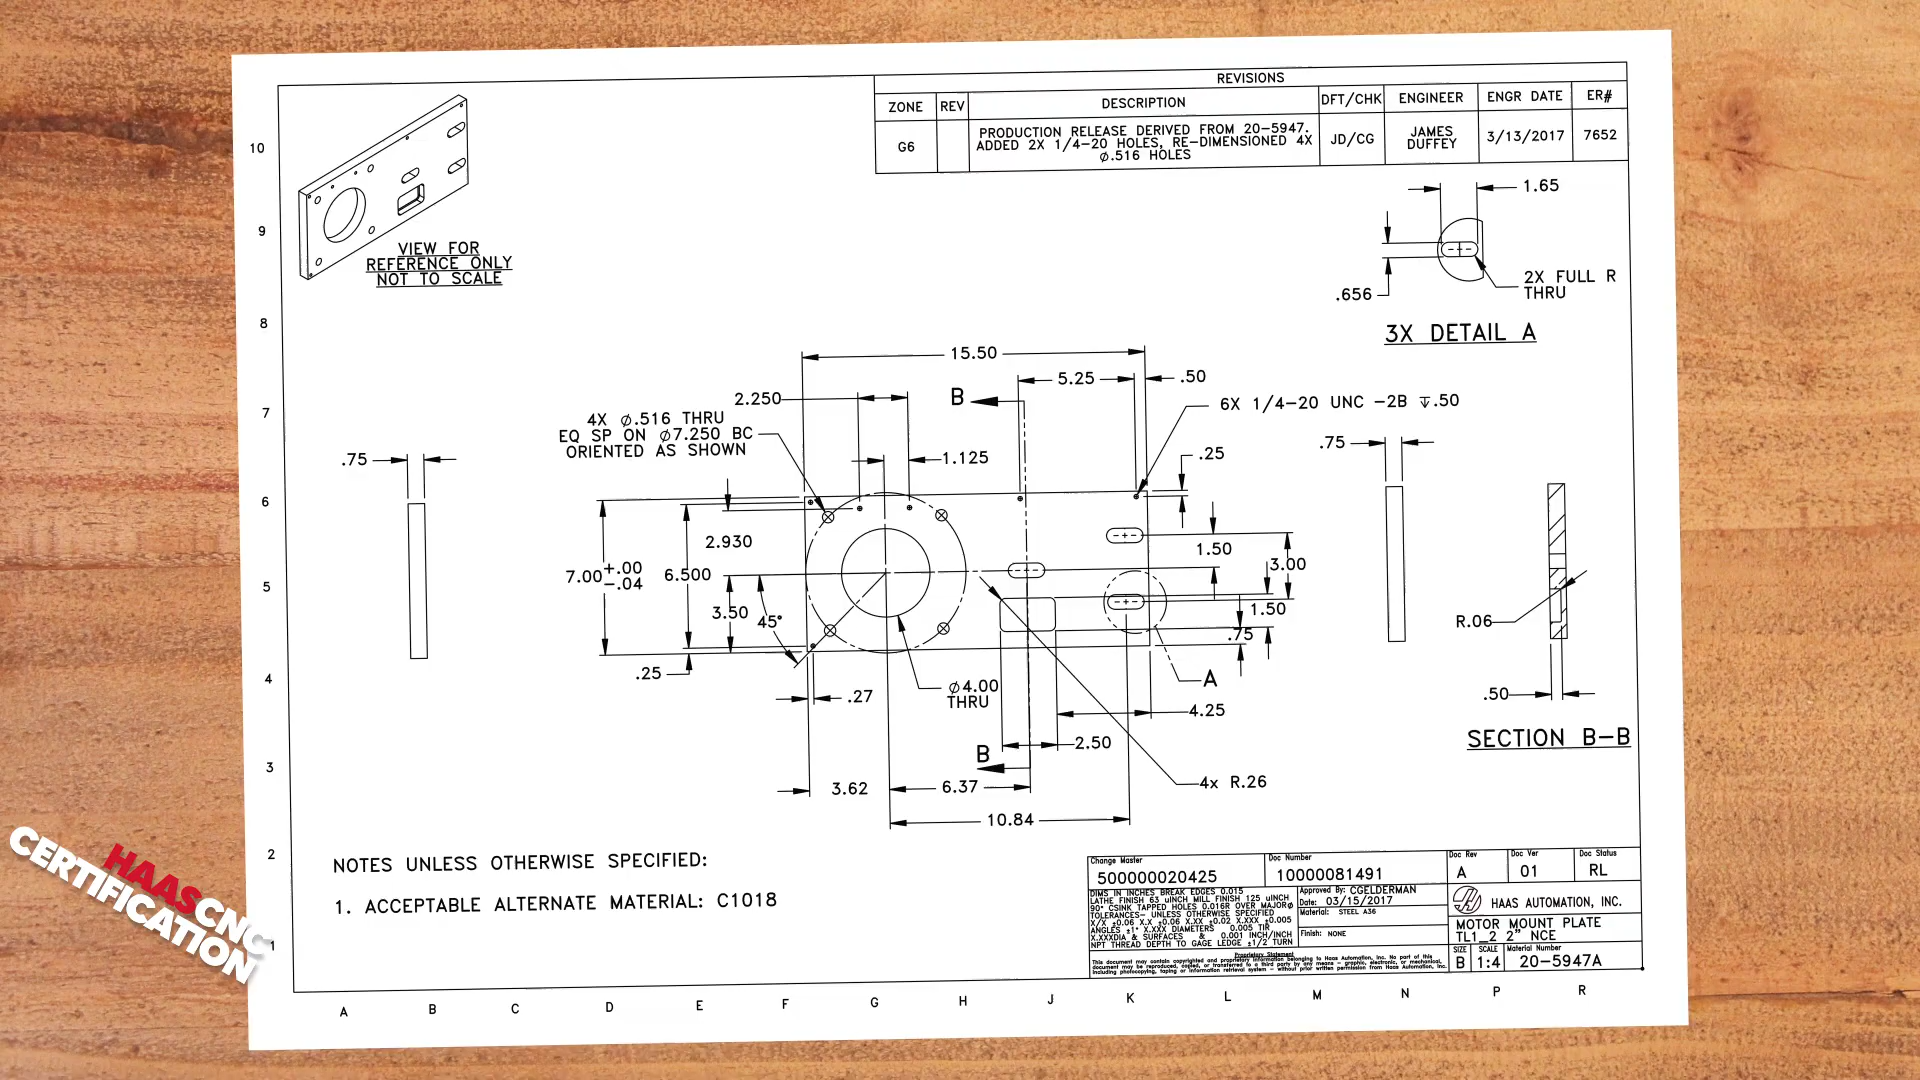 REVISIONS
ZONE REV DESCRIPTION DFT/CHK ENGINEER ENGR DATE ER#
G6 PRODUCTION RELEASE DERIVED FROM 20-5947. ADDED 2X 1/4-20 HOLES, RE-DIMENSIONED 4X Ø.516 HOLES JD/CG JAMES DUFFEY 3/13/2017 7652
10
9
8
7
6
5
4
3
2
1
VIEW FOR
REFERENCE ONLY
NOT TO SCALE
1.65
.656
2X FULL R
THRU
3X DETAIL A
15.50
5.25
.50
2.250
B
6X 1/4-20 UNC -2B ↧.50
4X Ø.516 THRU
EQ SP ON Ø7.250 BC
ORIENTED AS SHOWN
.75
1.125
.25
.75
2.930
1.50
3.00
7.00+.00
-.04
6.500
3.50
45°
1.50
.75
R.06
.25
.27
Ø4.00
THRU
A
4.25
.50
B
2.50
SECTION B-B
3.62
6.37
4x R.26
10.84
NOTES UNLESS OTHERWISE SPECIFIED:
1. ACCEPTABLE ALTERNATE MATERIAL: C1018
Change Master
500000020425
Doc Number
10000081491
Doc Rev
A
Doc Ver
01
Doc Status
RL
DIMS IN INCHES BREAK EDGES 0.015
LATHE FINISH 63 uINCH MILL FINISH 125 uINCH
90° CSINK TAPPED HOLES 0.016R OVER MAJORØ
TOLERANCES- UNLESS OTHERWISE SPECIFIED
X/X ±0.06 X.X ±0.06 X.XX ±0.02 X.XXX ±0.005
ANGLES ±1° X.XXX DIAMETERS 0.005 TIR
X.XXXDIA & SURFACES & 0.001 INCH/INCH
NPT THREAD DEPTH TO GAGE LEDGE ±1/2 TURN
Approved By: CGELDERMAN
Date: 03/15/2017
Material: STEEL A36
Finish: NONE
HAAS AUTOMATION, INC.
MOTOR MOUNT PLATE
TL1_2 2" NCE
SIZE
B
SCALE
1:4
Material Number
20-5947A
Proprietary Statement
This document may contain copyrighted and proprietary information belonging to Haas Automation, Inc. No part of this
document may be reproduced, copied, or transferred to a third party by any means - graphic, electronic, or mechanical,
including photocopying, taping or information retrieval system - without prior written permission from Haas Automation, Inc.
A B C D E F G H J K L M N P Q R
HAASCNC
CERTIFICATION